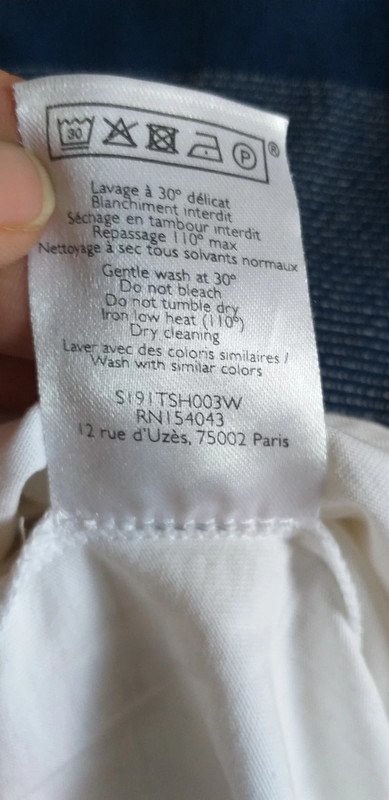 30 P ®
Lavage à 30° délicat
Blanchiment interdit
Séchage en tambour interdit
Repassage 110° max
Nettoyage à sec tous solvants normaux
Gentle wash at 30°
Do not bleach
Do not tumble dry
Iron low heat (110°)
Dry cleaning
Laver avec des coloris similaires /
Wash with similar colors
S191TSH003W
RN154043
12 rue d'Uzès, 75002 Paris